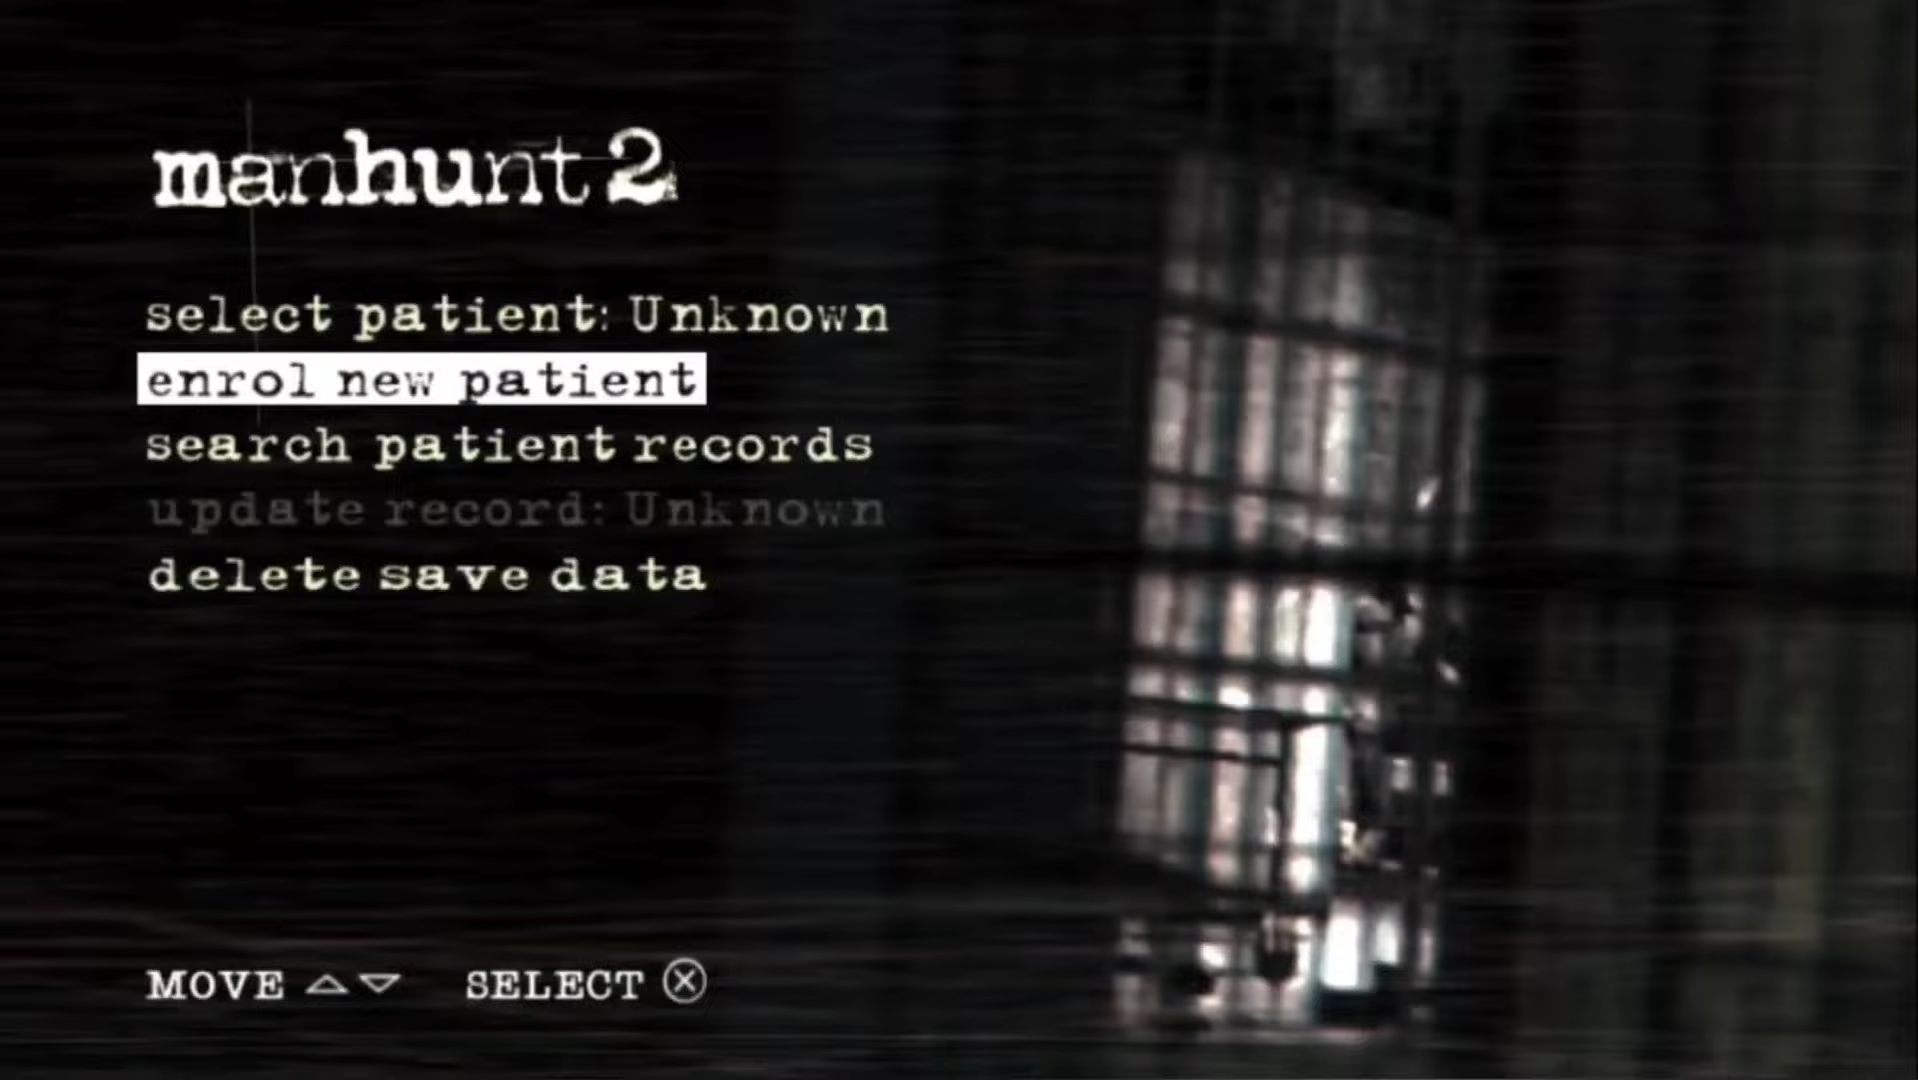 manhunt 2
select patient: Unknown
enrol new patient
search patient records
update record: Unknown
delete save data
MOVE SELECT